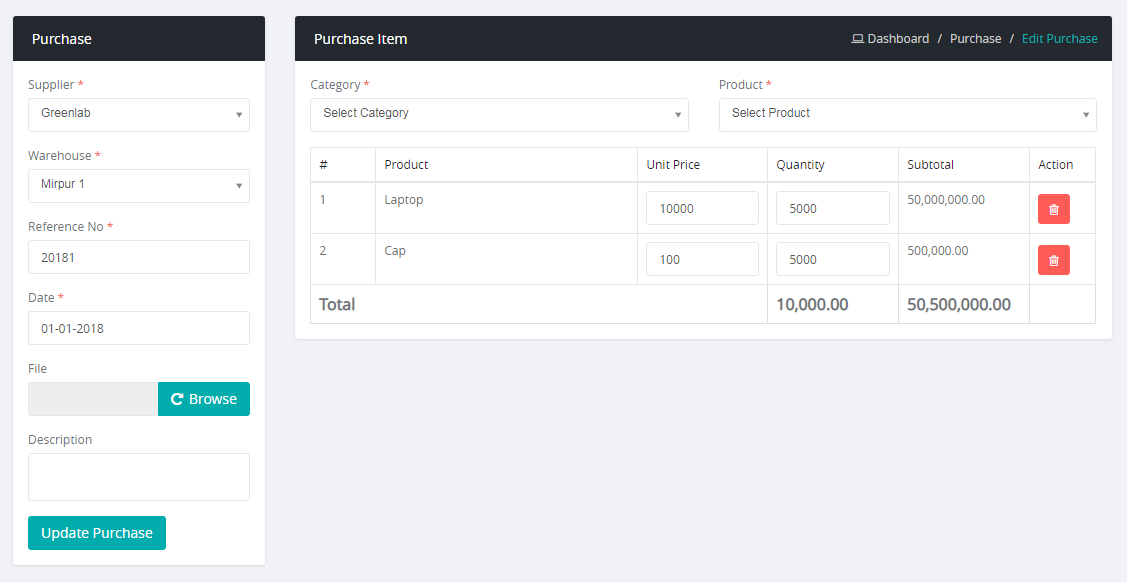 Purchase
Supplier *
Greenlab
Warehouse *
Mirpur 1
Reference No *
20181
Date *
01-01-2018
File
Browse
Description
Update Purchase
Purchase Item
Dashboard / Purchase / Edit Purchase
Category * Product *
Select Category Select Product
# Product Unit Price Quantity Subtotal Action
1 Laptop 10000 5000 50,000,000.00
2 Cap 100 5000 500,000.00
Total 10,000.00 50,500,000.00